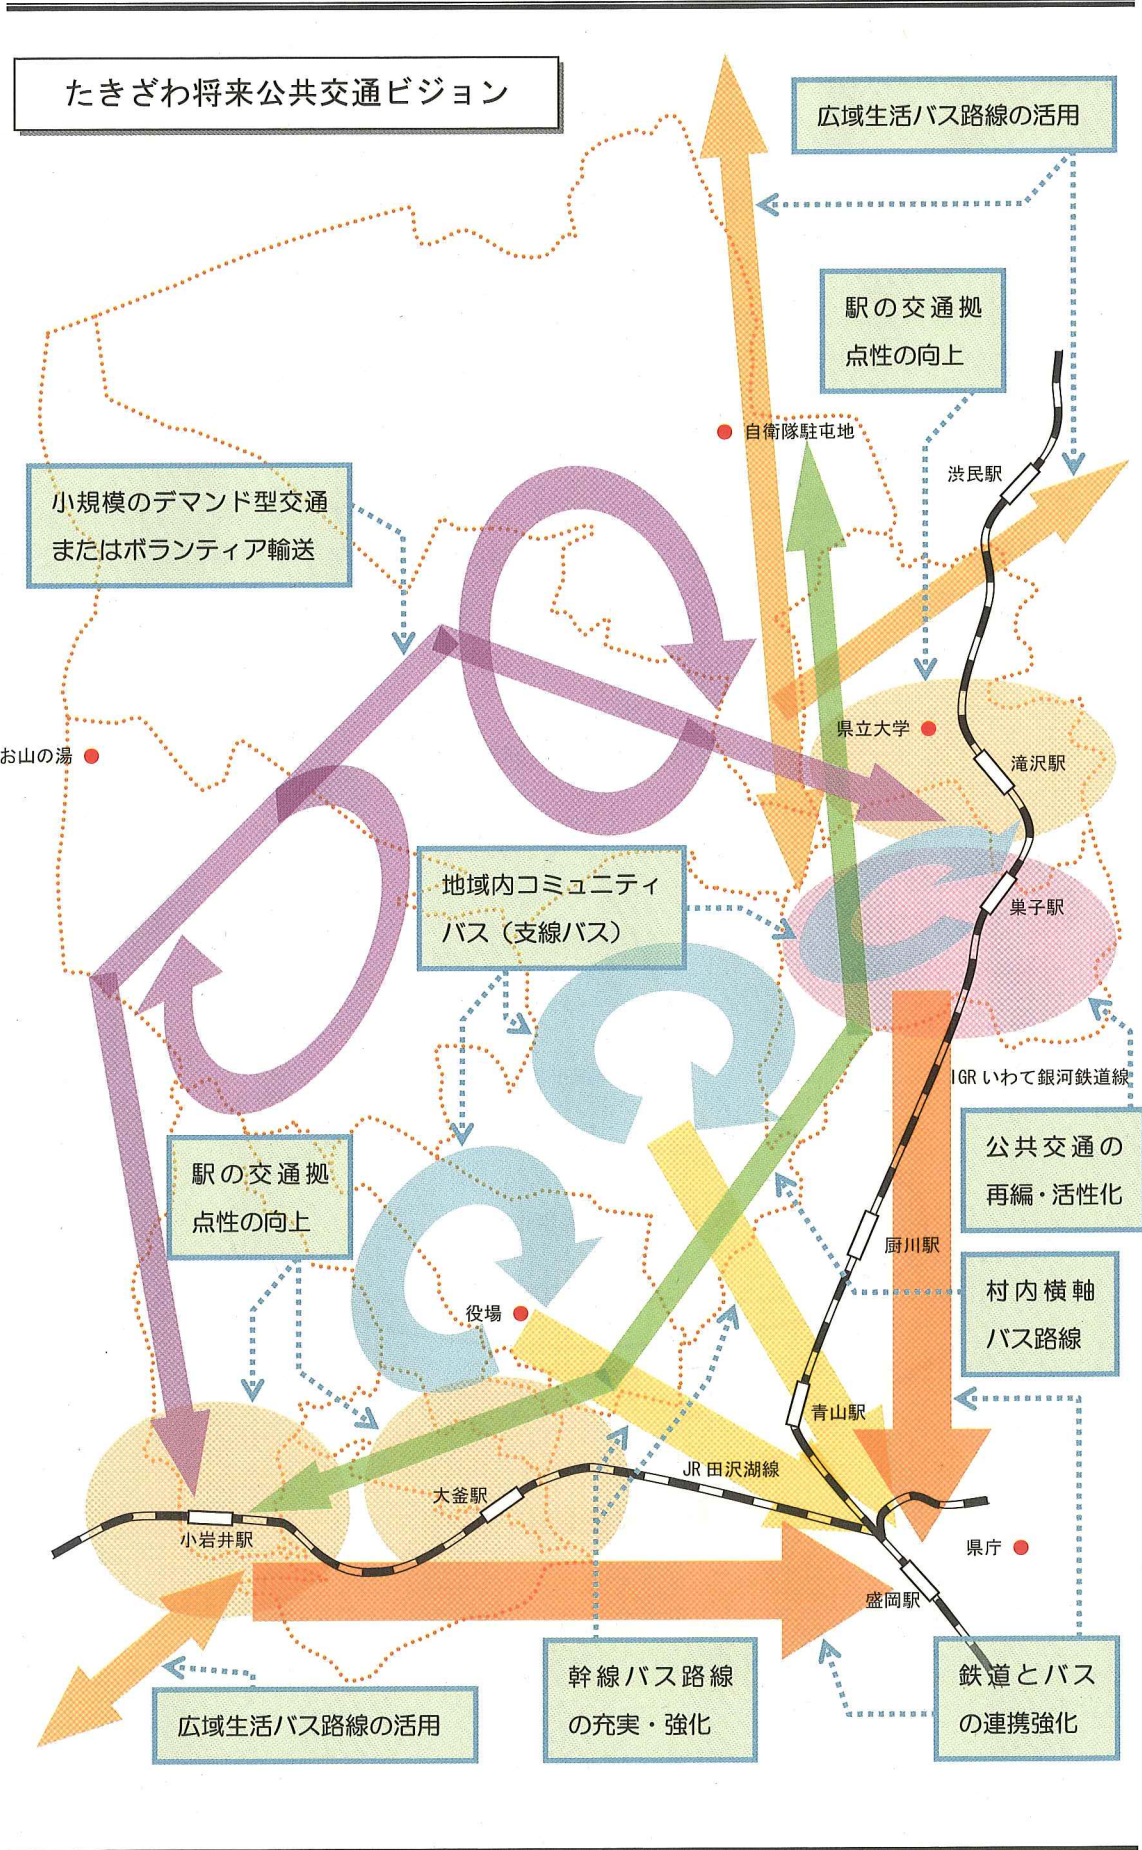 たきざわ将来公共交通ビジョン
広域生活バス路線の活用
駅の交通拠
点性の向上
自衛隊駐屯地
渋民駅
小規模のデマンド型交通
またはボランティア輸送
県立大学
お山の湯
滝沢駅
地域内コミュニティ
バス（支線バス）
巣子駅
IGRいわて銀河鉄道線
公共交通の
再編・活性化
駅の交通拠
点性の向上
厨川駅
村内横軸
バス路線
役場
青山駅
JR田沢湖線
大釜駅
小岩井駅
県庁
盛岡駅
幹線バス路線
の充実・強化
鉄道とバス
の連携強化
広域生活バス路線の活用